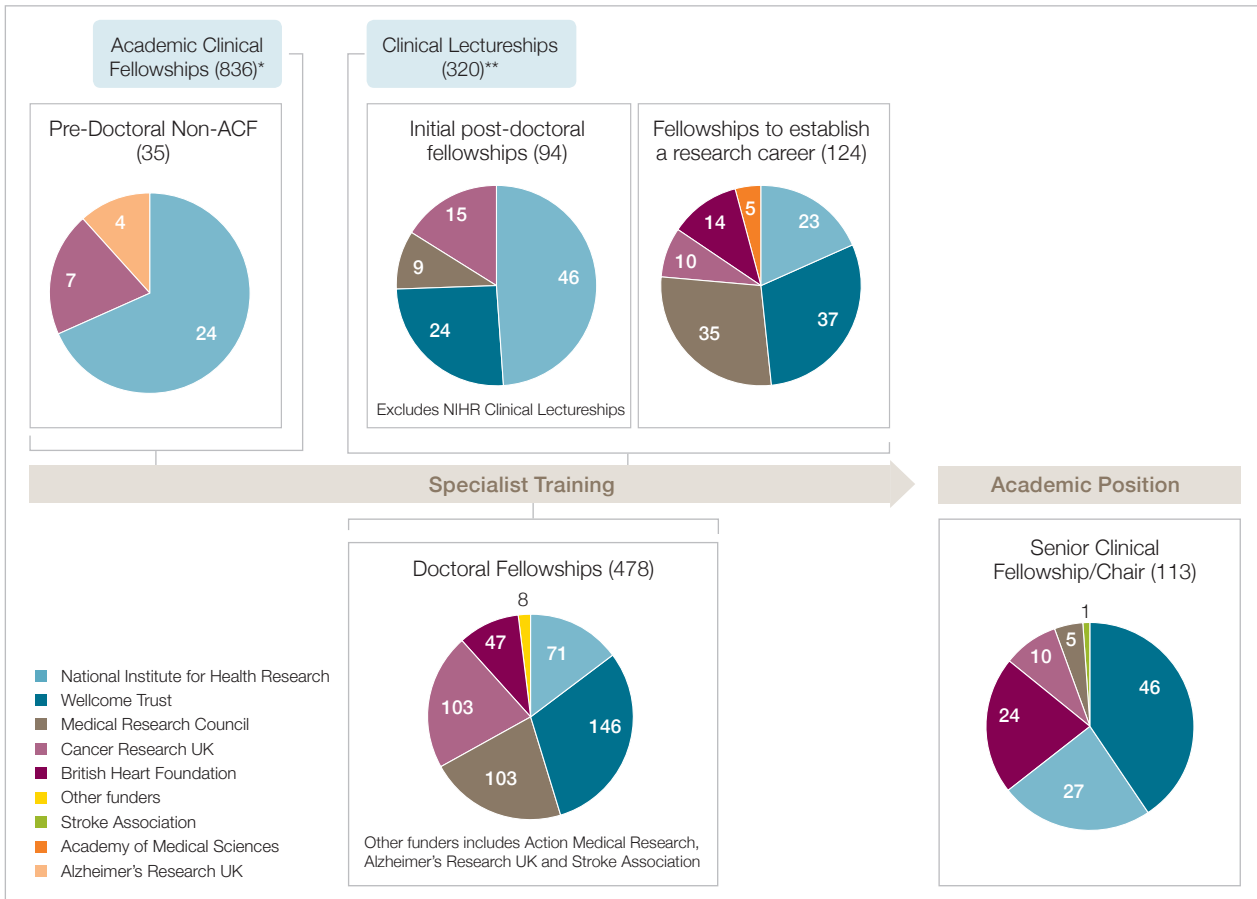 Academic Clinical
Fellowships (836)*
Clinical Lectureships
(320)**
Pre-Doctoral Non-ACF
(35)
4
7
24
Initial post-doctoral
fellowships (94)
15
9
46
24
Excludes NIHR Clinical Lectureships
Fellowships to establish
a research career (124)
5
14
23
10
37
35
Specialist Training
Academic Position
Doctoral Fellowships (478)
8
47
71
103
146
103
Other funders includes Action Medical Research,
Alzheimer's Research UK and Stroke Association
Senior Clinical
Fellowship/Chair (113)
1
5
10
46
24
27
National Institute for Health Research
Wellcome Trust
Medical Research Council
Cancer Research UK
British Heart Foundation
Other funders
Stroke Association
Academy of Medical Sciences
Alzheimer's Research UK